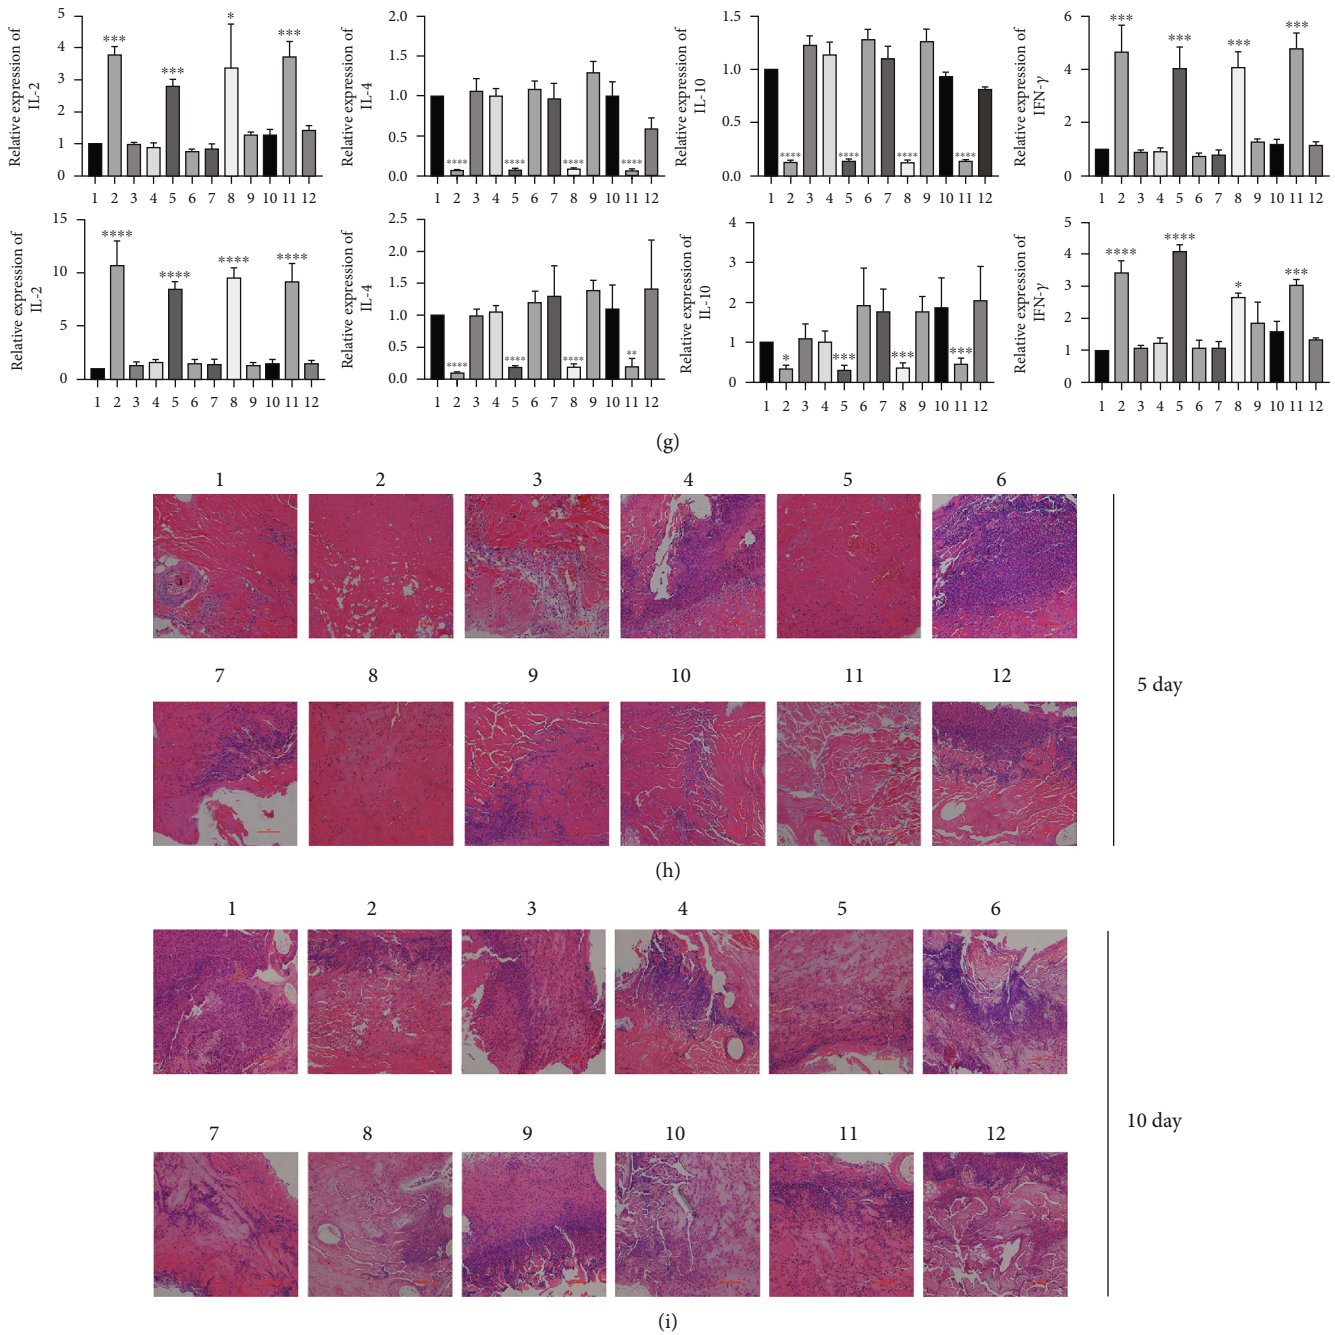 Relative expression of
IL-2
5
4
3
2
1
0
***
***
*
***
1 2 3 4 5 6 7 8 9 10 11 12
Relative expression of
IL-4
2.0
1.5
1.0
0.5
0.0
****
****
****
****
1 2 3 4 5 6 7 8 9 10 11 12
Relative expression of
IL-10
1.5
1.0
0.5
0.0
****
****
****
****
1 2 3 4 5 6 7 8 9 10 11 12
Relative expression of
IFN-γ
6
4
2
0
***
***
***
***
1 2 3 4 5 6 7 8 9 10 11 12
Relative expression of
IL-2
15
10
5
0
****
****
****
****
1 2 3 4 5 6 7 8 9 10 11 12
Relative expression of
IL-4
2.5
2.0
1.5
1.0
0.5
0.0
****
****
****
**
1 2 3 4 5 6 7 8 9 10 11 12
Relative expression of
IL-10
4
3
2
1
0
*
***
***
***
1 2 3 4 5 6 7 8 9 10 11 12
Relative expression of
IFN-γ
5
4
3
2
1
0
****
****
*
***
1 2 3 4 5 6 7 8 9 10 11 12
(g)
1 2 3 4 5 6
7 8 9 10 11 12
5 day
(h)
1 2 3 4 5 6
7 8 9 10 11 12
10 day
(i)